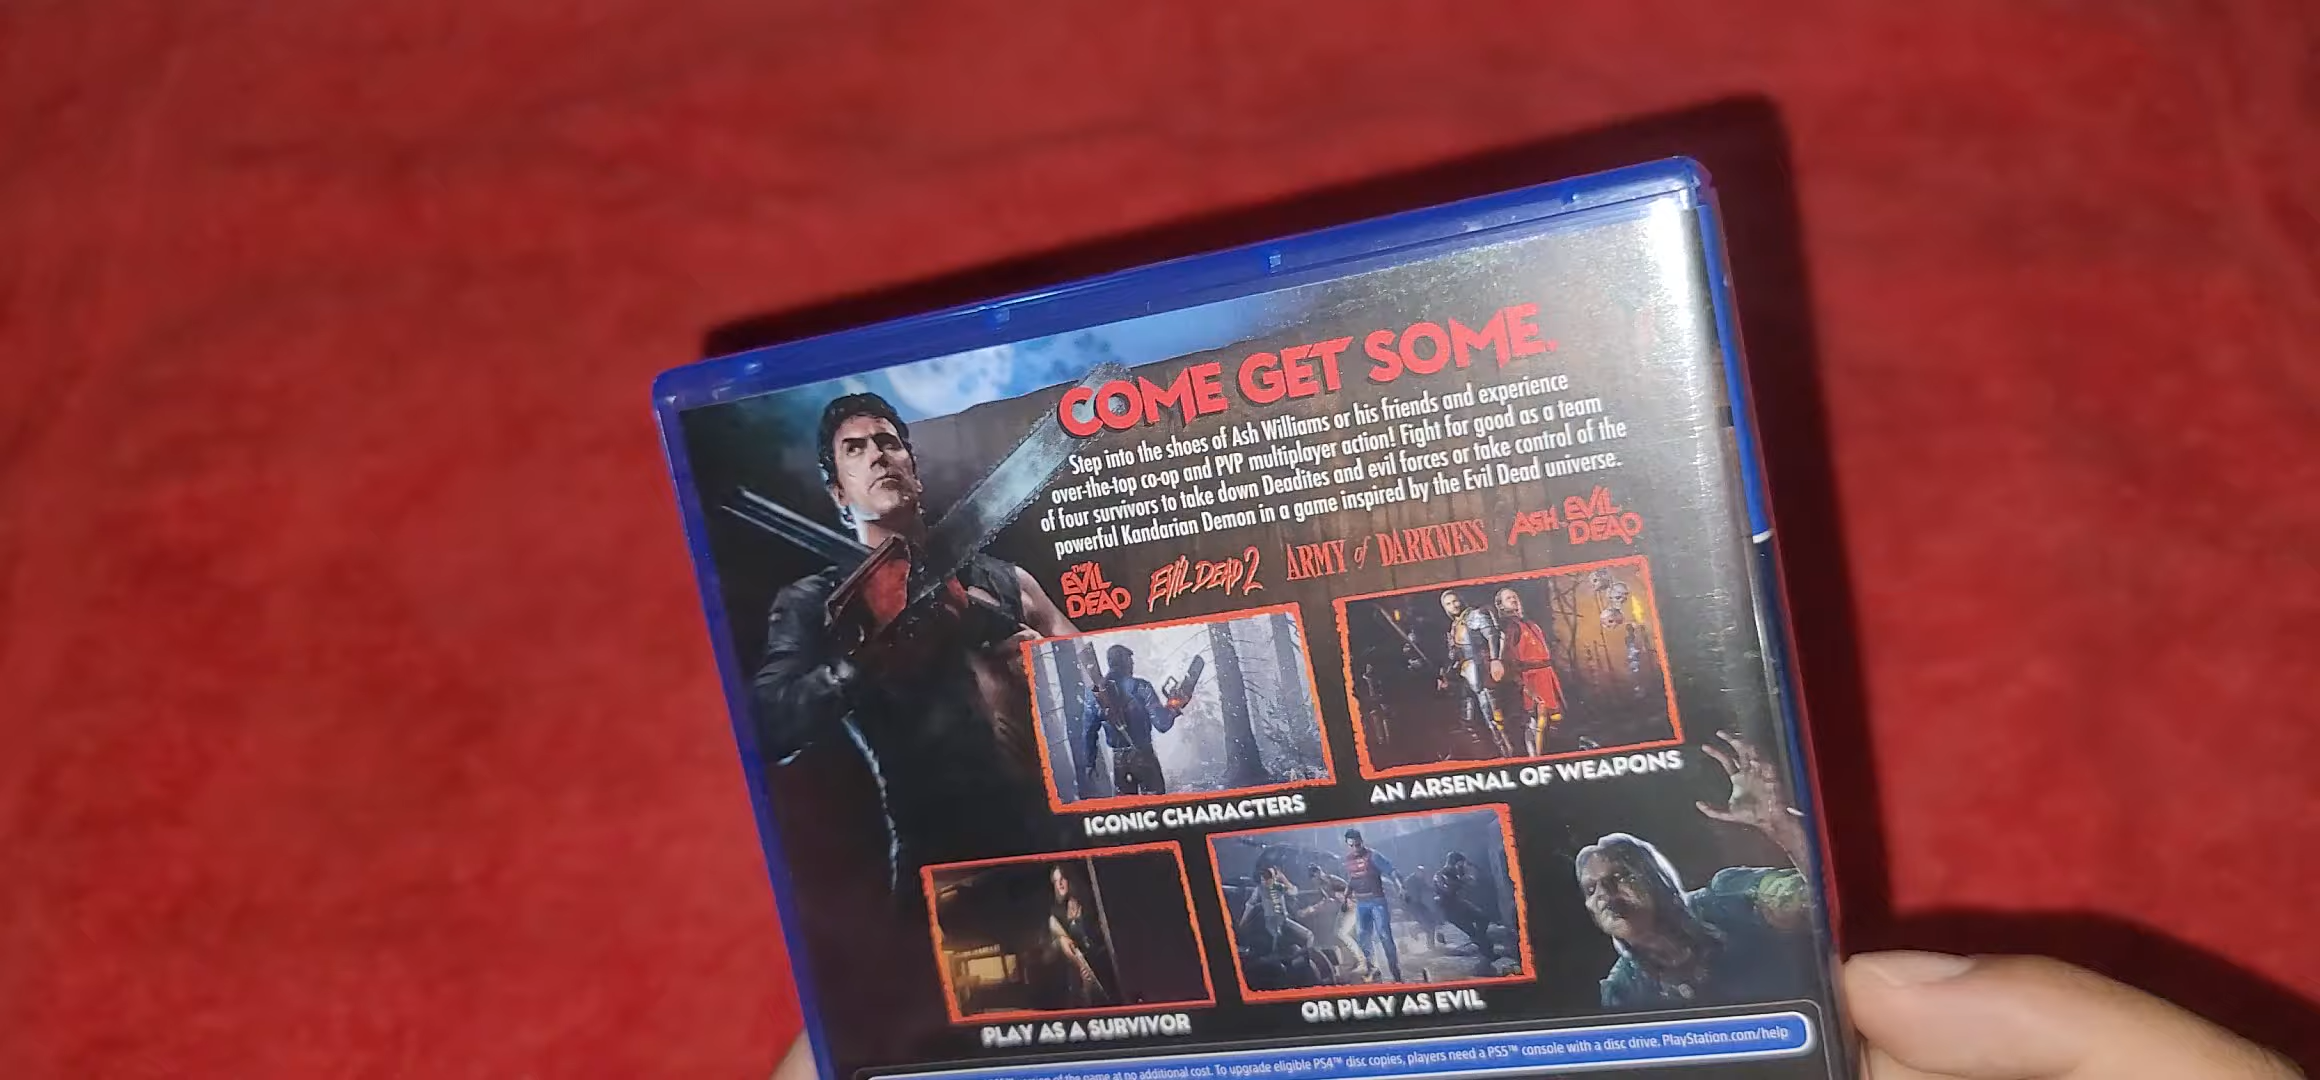 COME GET SOME.
Step into the shoes of Ash Williams or his friends and experience
over-the-top co-op and PVP multiplayer action! Fight for good as a team
of four survivors to take down Deadites and evil forces or take control of the
powerful Kandarian Demon in a game inspired by the Evil Dead universe.
THE EVIL DEAD EVIL DEAD 2 ARMY of DARKNESS ASH EVIL DEAD
ICONIC CHARACTERS
AN ARSENAL OF WEAPONS
PLAY AS A SURVIVOR
OR PLAY AS EVIL
version of the game at no additional cost. To upgrade eligible PS4™ disc copies, players need a PS5™ console with a disc drive. PlayStation.com/help